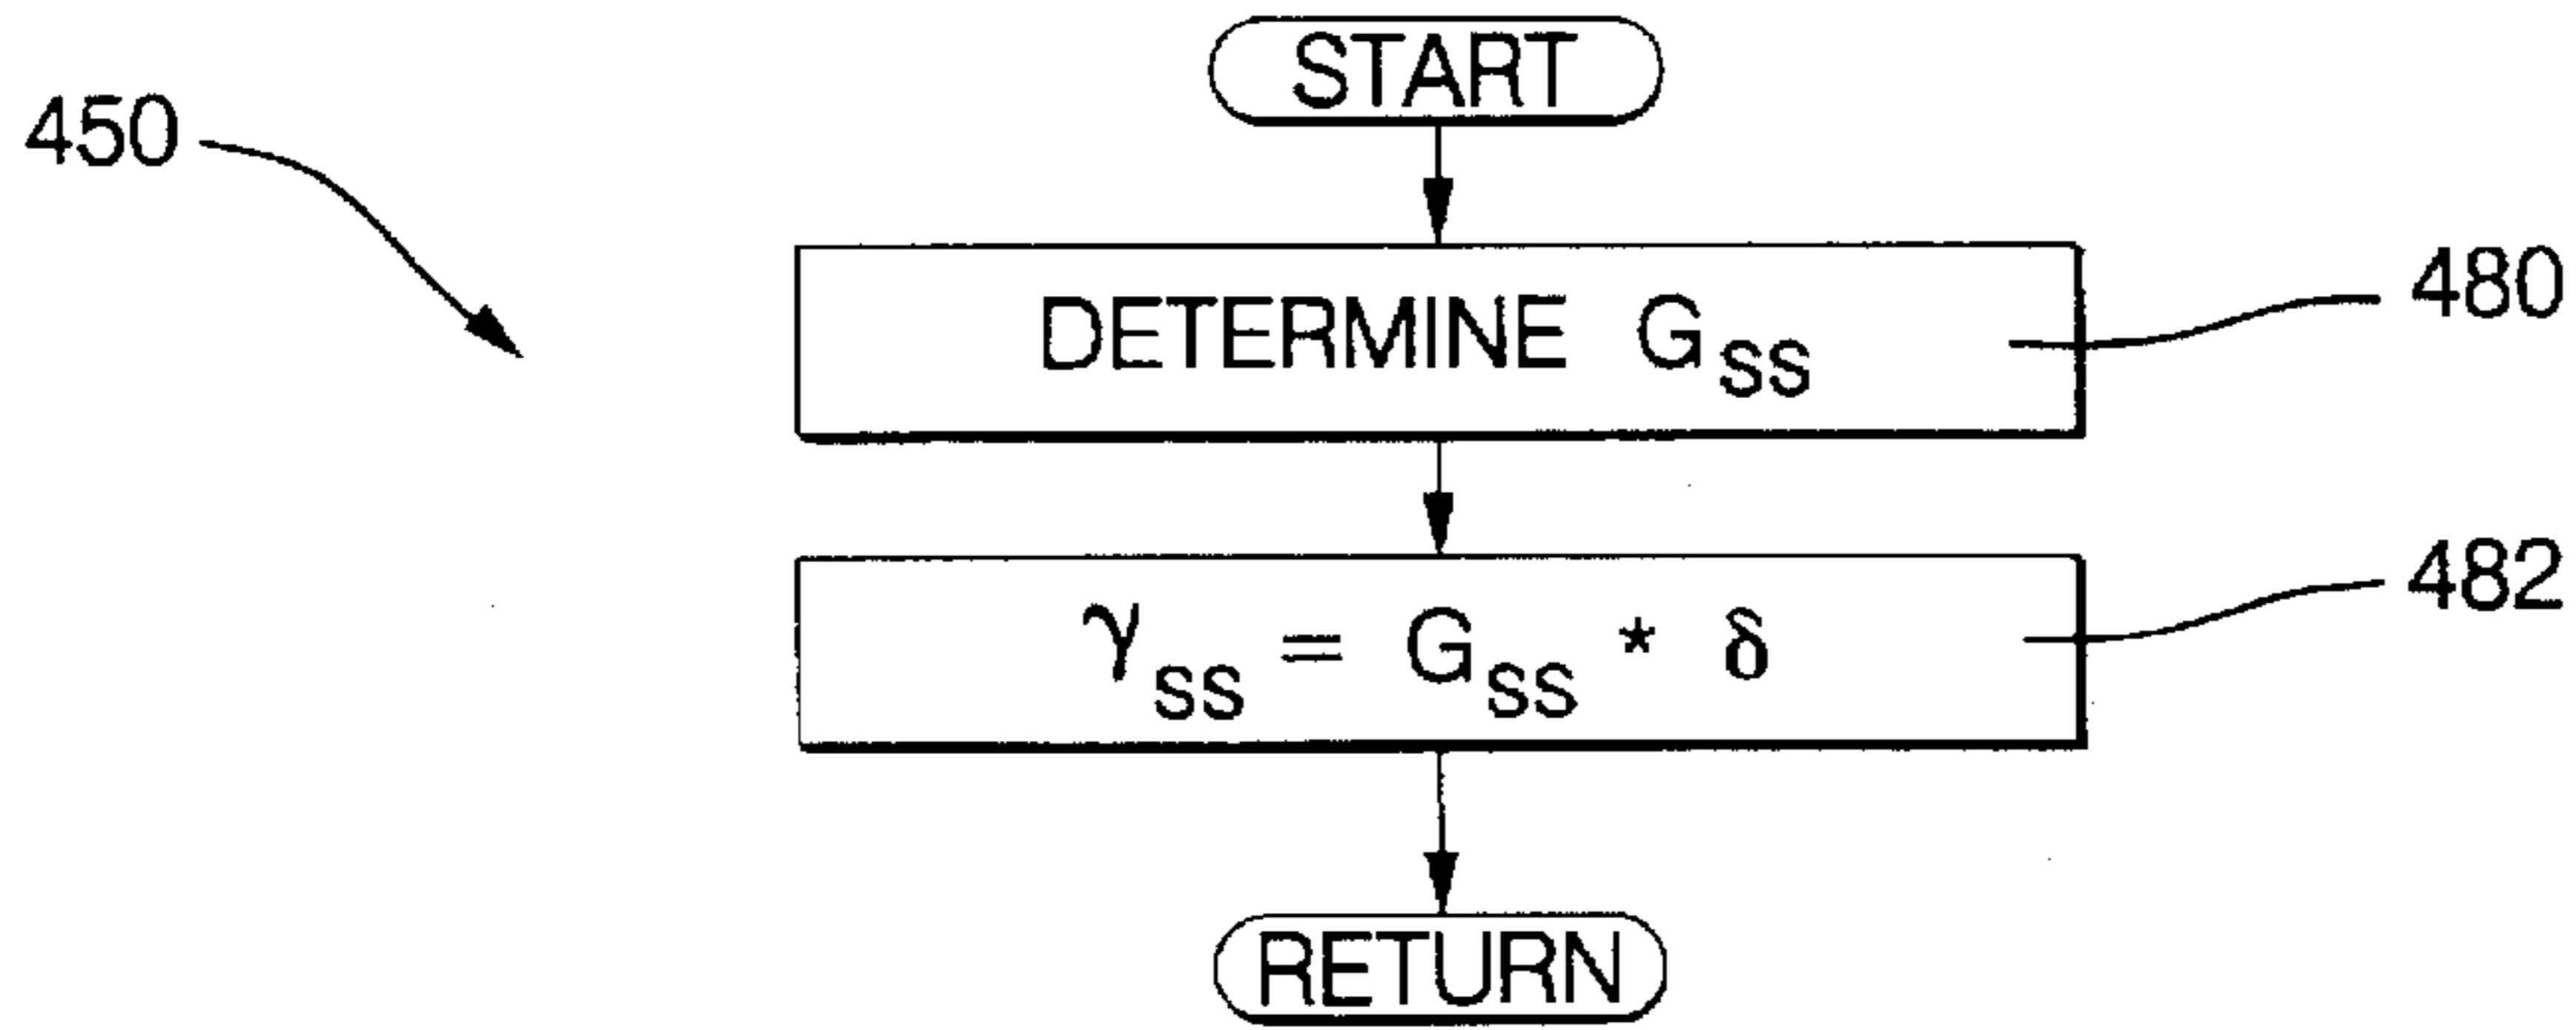 START
450
DETERMINE G_SS
480
γ_SS = G_SS * δ
482
RETURN